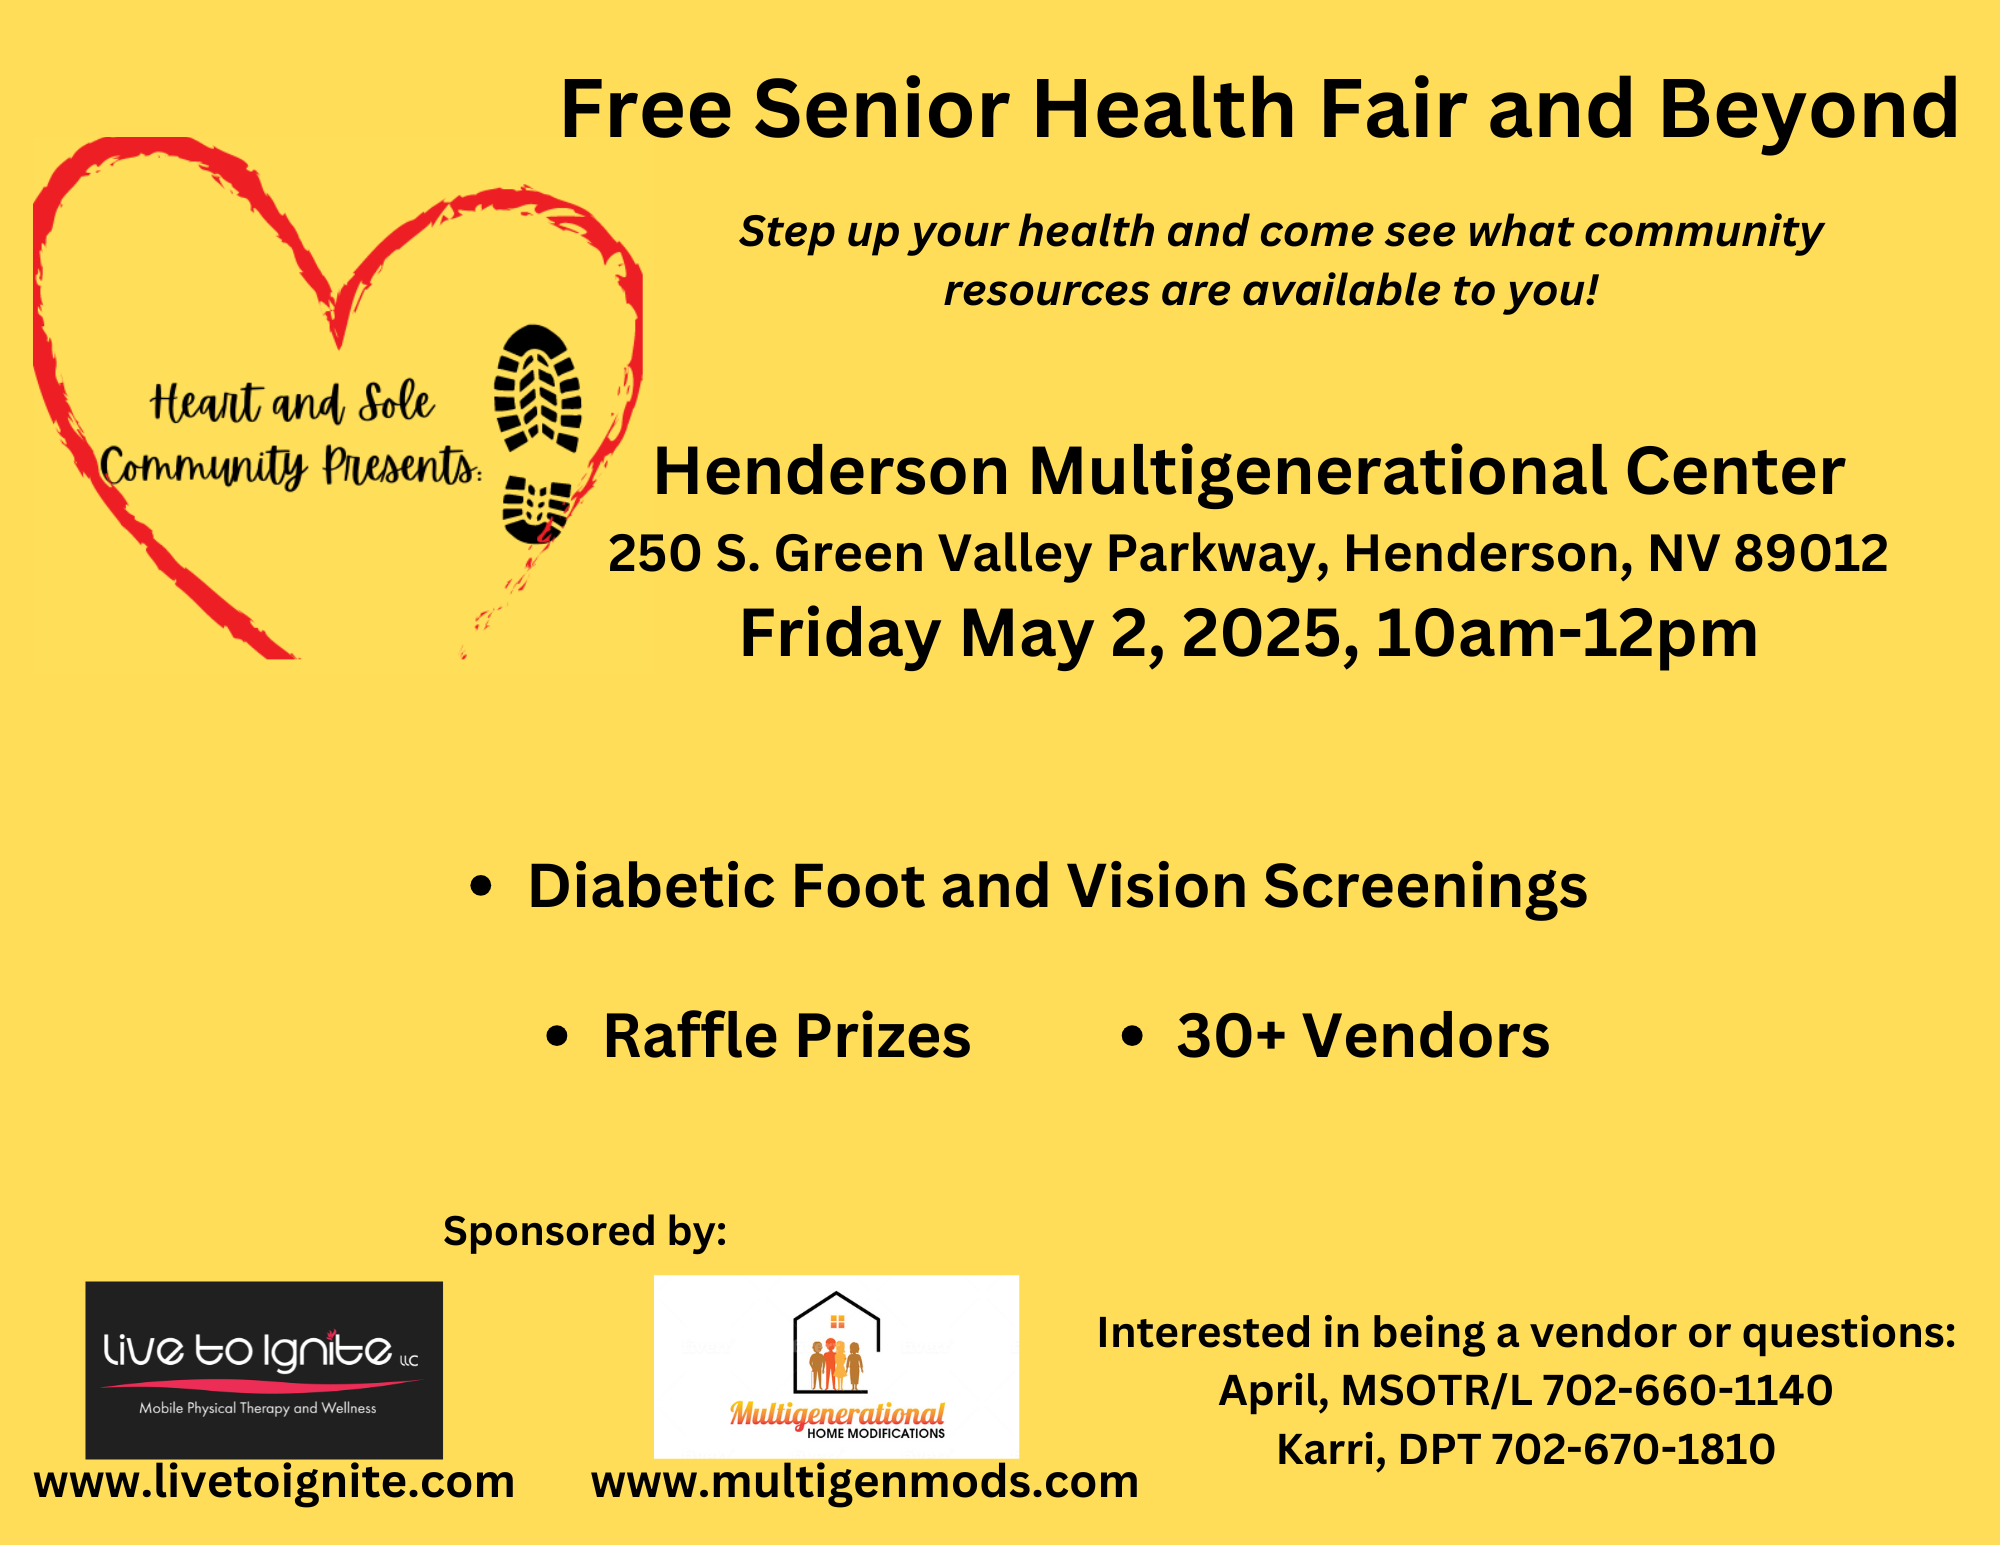 Free Senior Health Fair and Beyond
Step up your health and come see what community
resources are available to you!
Heart and Sole
Community Presents:
Henderson Multigenerational Center
250 S. Green Valley Parkway, Henderson, NV 89012
Friday May 2, 2025, 10am-12pm
• Diabetic Foot and Vision Screenings
• Raffle Prizes
• 30+ Vendors
Sponsored by:
Live to Ignite LLC
Mobile Physical Therapy and Wellness
www.livetoignite.com
Multigenerational
HOME MODIFICATIONS
www.multigenmods.com
Interested in being a vendor or questions:
April, MSOTR/L 702-660-1140
Karri, DPT 702-670-1810